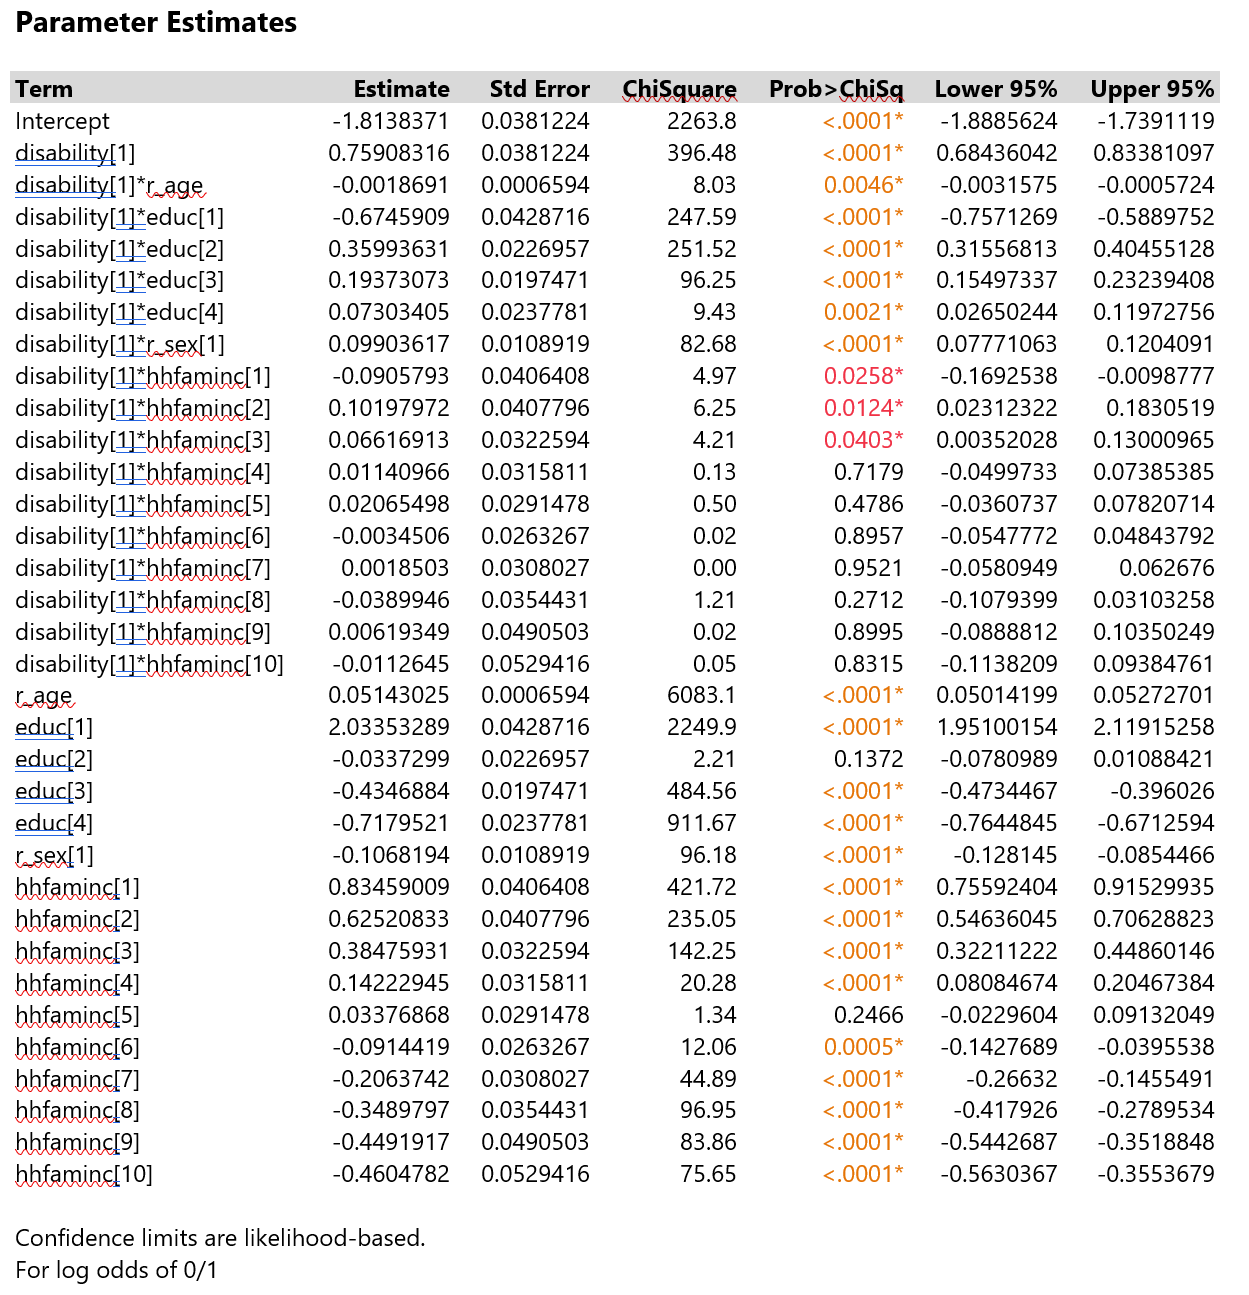 Parameter Estimates
Term Estimate Std Error ChiSquare Prob>ChiSq Lower 95% Upper 95%
Intercept -1.8138371 0.0381224 2263.8 <.0001* -1.8885624 -1.7391119
disability[1] 0.75908316 0.0381224 396.48 <.0001* 0.68436042 0.83381097
disability[1]*r_age -0.0018691 0.0006594 8.03 0.0046* -0.0031575 -0.0005724
disability[1]*educ[1] -0.6745909 0.0428716 247.59 <.0001* -0.7571269 -0.5889752
disability[1]*educ[2] 0.35993631 0.0226957 251.52 <.0001* 0.31556813 0.40455128
disability[1]*educ[3] 0.19373073 0.0197471 96.25 <.0001* 0.15497337 0.23239408
disability[1]*educ[4] 0.07303405 0.0237781 9.43 0.0021* 0.02650244 0.11972756
disability[1]*r_sex[1] 0.09903617 0.0108919 82.68 <.0001* 0.07771063 0.1204091
disability[1]*hhfaminc[1] -0.0905793 0.0406408 4.97 0.0258* -0.1692538 -0.0098777
disability[1]*hhfaminc[2] 0.10197972 0.0407796 6.25 0.0124* 0.02312322 0.1830519
disability[1]*hhfaminc[3] 0.06616913 0.0322594 4.21 0.0403* 0.00352028 0.13000965
disability[1]*hhfaminc[4] 0.01140966 0.0315811 0.13 0.7179 -0.0499733 0.07385385
disability[1]*hhfaminc[5] 0.02065498 0.0291478 0.50 0.4786 -0.0360737 0.07820714
disability[1]*hhfaminc[6] -0.0034506 0.0263267 0.02 0.8957 -0.0547772 0.04843792
disability[1]*hhfaminc[7] 0.0018503 0.0308027 0.00 0.9521 -0.0580949 0.062676
disability[1]*hhfaminc[8] -0.0389946 0.0354431 1.21 0.2712 -0.1079399 0.03103258
disability[1]*hhfaminc[9] 0.00619349 0.0490503 0.02 0.8995 -0.0888812 0.10350249
disability[1]*hhfaminc[10] -0.0112645 0.0529416 0.05 0.8315 -0.1138209 0.09384761
r_age 0.05143025 0.0006594 6083.1 <.0001* 0.05014199 0.05272701
educ[1] 2.03353289 0.0428716 2249.9 <.0001* 1.95100154 2.11915258
educ[2] -0.0337299 0.0226957 2.21 0.1372 -0.0780989 0.01088421
educ[3] -0.4346884 0.0197471 484.56 <.0001* -0.4734467 -0.396026
educ[4] -0.7179521 0.0237781 911.67 <.0001* -0.7644845 -0.6712594
r_sex[1] -0.1068194 0.0108919 96.18 <.0001* -0.128145 -0.0854466
hhfaminc[1] 0.83459009 0.0406408 421.72 <.0001* 0.75592404 0.91529935
hhfaminc[2] 0.62520833 0.0407796 235.05 <.0001* 0.54636045 0.70628823
hhfaminc[3] 0.38475931 0.0322594 142.25 <.0001* 0.32211222 0.44860146
hhfaminc[4] 0.14222945 0.0315811 20.28 <.0001* 0.08084674 0.20467384
hhfaminc[5] 0.03376868 0.0291478 1.34 0.2466 -0.0229604 0.09132049
hhfaminc[6] -0.0914419 0.0263267 12.06 0.0005* -0.1427689 -0.0395538
hhfaminc[7] -0.2063742 0.0308027 44.89 <.0001* -0.26632 -0.1455491
hhfaminc[8] -0.3489797 0.0354431 96.95 <.0001* -0.417926 -0.2789534
hhfaminc[9] -0.4491917 0.0490503 83.86 <.0001* -0.5442687 -0.3518848
hhfaminc[10] -0.4604782 0.0529416 75.65 <.0001* -0.5630367 -0.3553679
Confidence limits are likelihood-based.
For log odds of 0/1